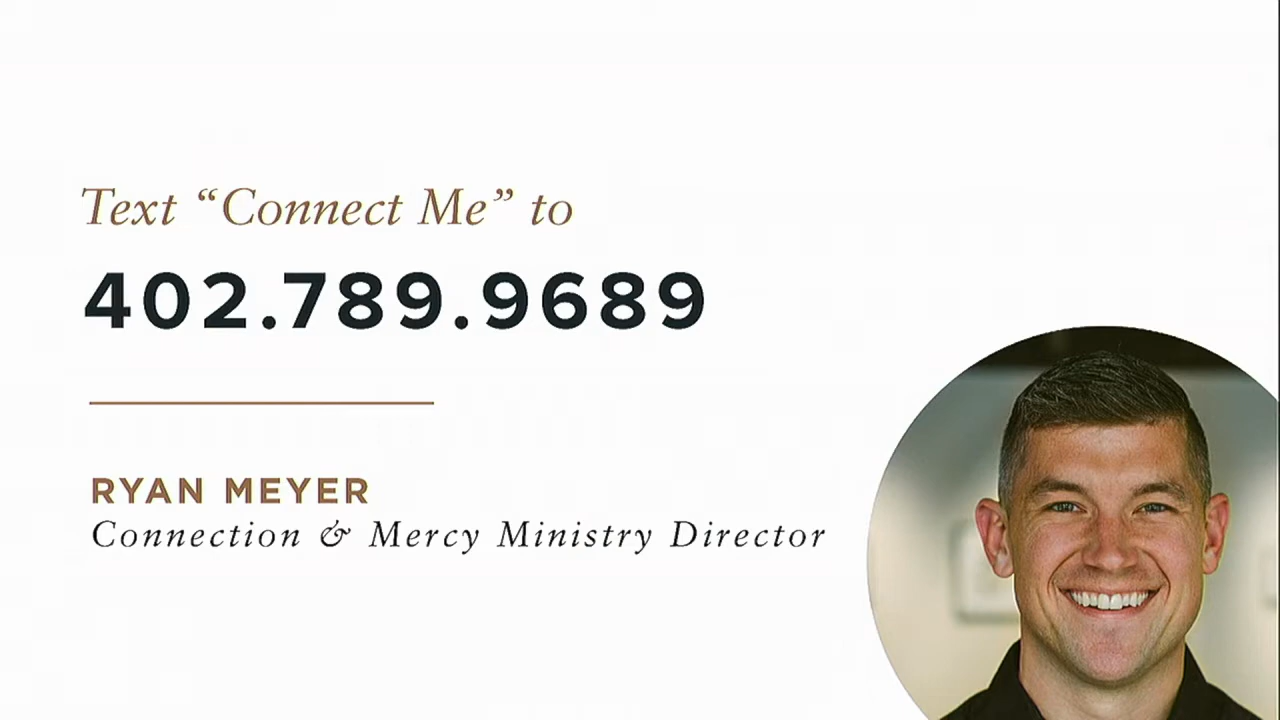 Text “Connect Me” to
402.789.9689
RYAN MEYER
Connection & Mercy Ministry Director